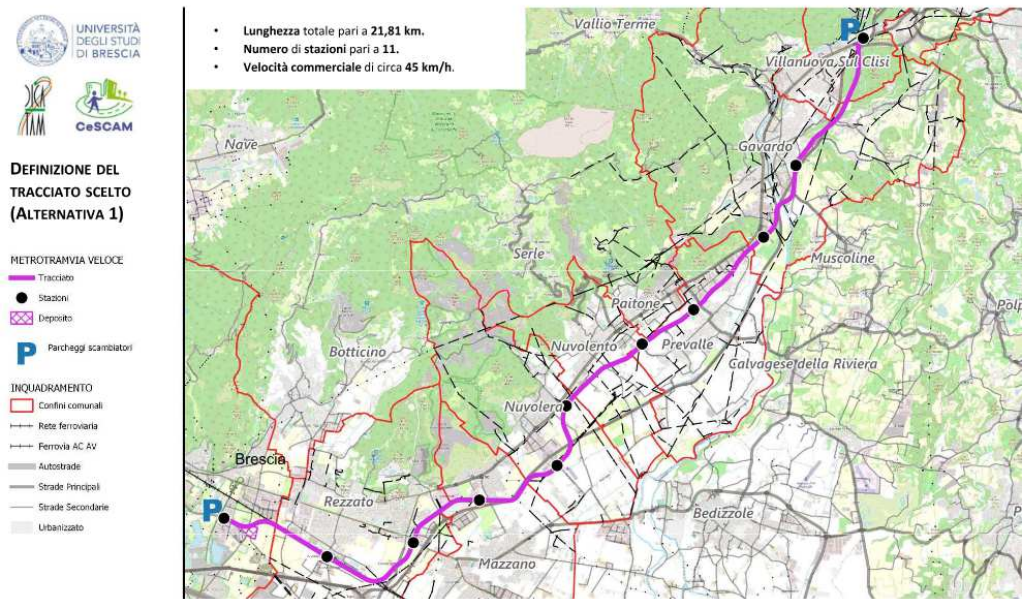 UNIVERSITÀ
DEGLI STUDI
DI BRESCIA
DICATAM
CeSCAM
DEFINIZIONE DEL
TRACCIATO SCELTO
(ALTERNATIVA 1)
METROTRAMVIA VELOCE
Tracciato
Stazioni
Deposito
P Parcheggi scambiatori
INQUADRAMENTO
Confini comunali
Rete ferroviaria
Ferrovia AC AV
Autostrade
Strade Principali
Strade Secondarie
Urbanizzato
• Lunghezza totale pari a 21,81 km.
• Numero di stazioni pari a 11.
• Velocità commerciale di circa 45 km/h.
Vallio Terme
P
Villanuova Sul Clisi
Nave
Gavardo
Serle
Muscoline
Paitone
Polp
Botticino
Nuvolento
Prevalle
Calvagese della Riviera
Nuvolera
Brescia
Rezzato
P
Bedizzole
P
Mazzano